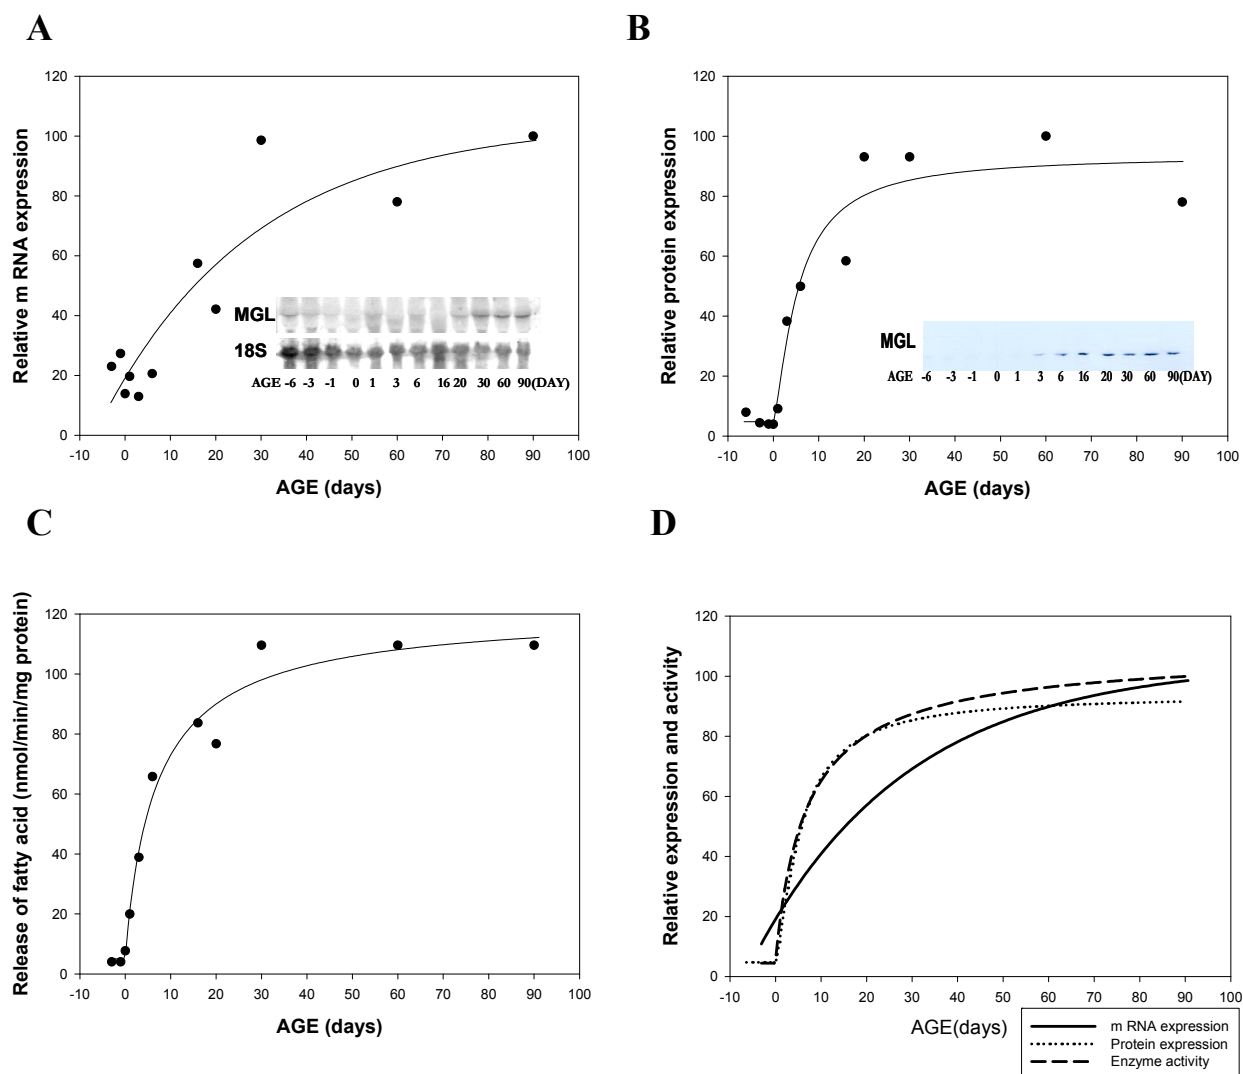 A
120
100
80
60
40
20
0
-10 0 10 20 30 40 50 60 70 80 90 100
Relative m RNA expression
AGE (days)
MGL
18S
AGE -6 -3 -1 0 1 3 6 16 20 30 60 90(DAY)
B
120
100
80
60
40
20
0
-10 0 10 20 30 40 50 60 70 80 90 100
Relative protein expression
AGE (days)
MGL
AGE -6 -3 -1 0 1 3 6 16 20 30 60 90(DAY)
C
120
100
80
60
40
20
0
-10 0 10 20 30 40 50 60 70 80 90 100
Release of fatty acid (nmol/min/mg protein)
AGE (days)
D
120
100
80
60
40
20
0
-10 0 10 20 30 40 50 60 70 80 90 100
Relative expression and activity
AGE(days)
m RNA expression
Protein expression
Enzyme activity